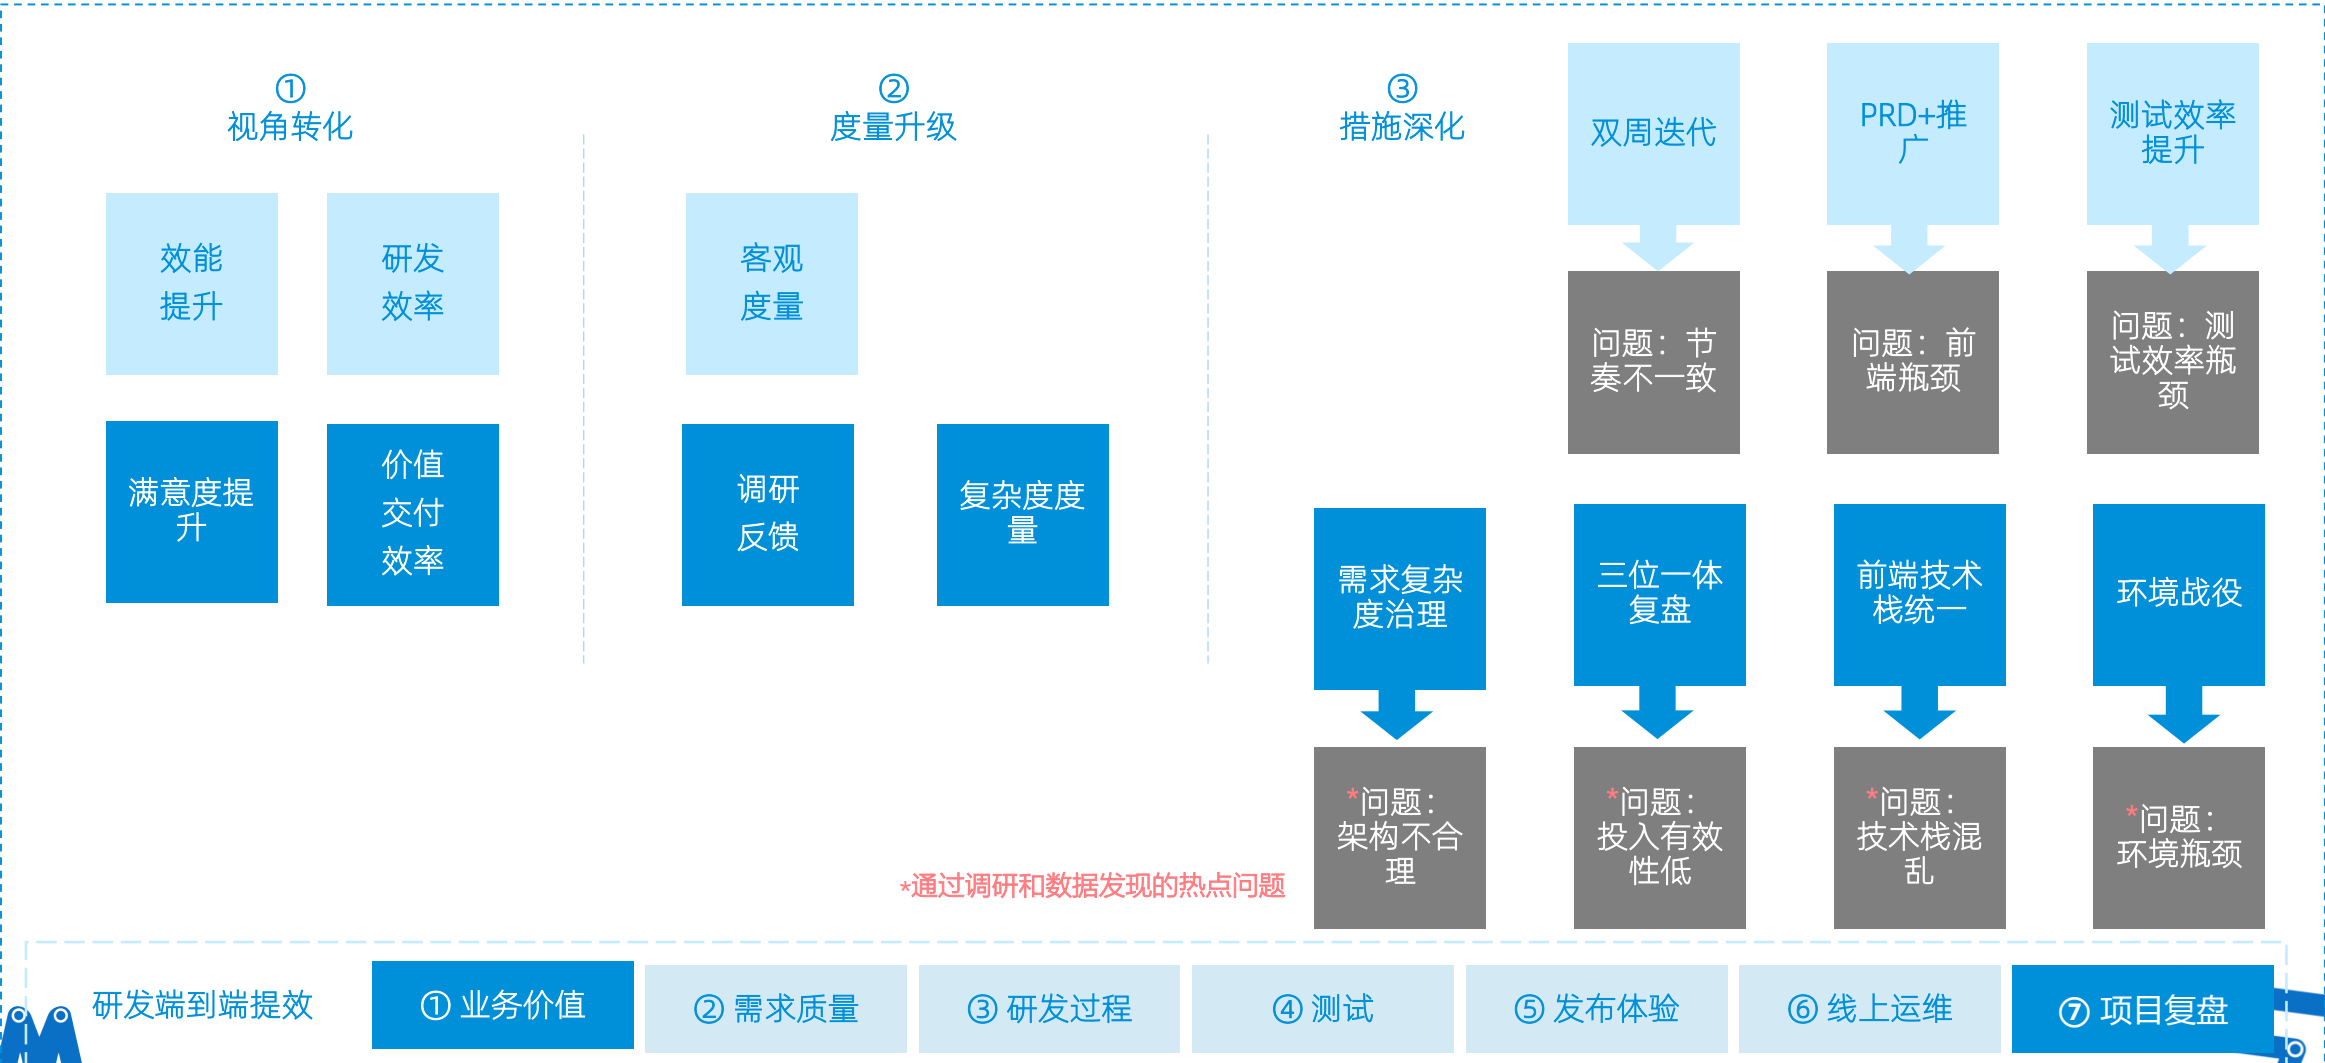 ①
视角转化
效能
提升
研发
效率
满意度提
升
价值
交付
效率
②
度量升级
客观
度量
调研
反馈
复杂度度
量
③
措施深化
双周迭代
PRD+推
广
测试效率
提升
问题：节
奏不一致
问题：前
端瓶颈
问题：测
试效率瓶
颈
需求复杂
度治理
三位一体
复盘
前端技术
栈统一
环境战役
*问题：
架构不合
理
*问题：
投入有效
性低
*问题：
技术栈混
乱
*问题：
环境瓶颈
*通过调研和数据发现的热点问题
研发端到端提效
① 业务价值
② 需求质量
③ 研发过程
④ 测试
⑤ 发布体验
⑥ 线上运维
⑦ 项目复盘